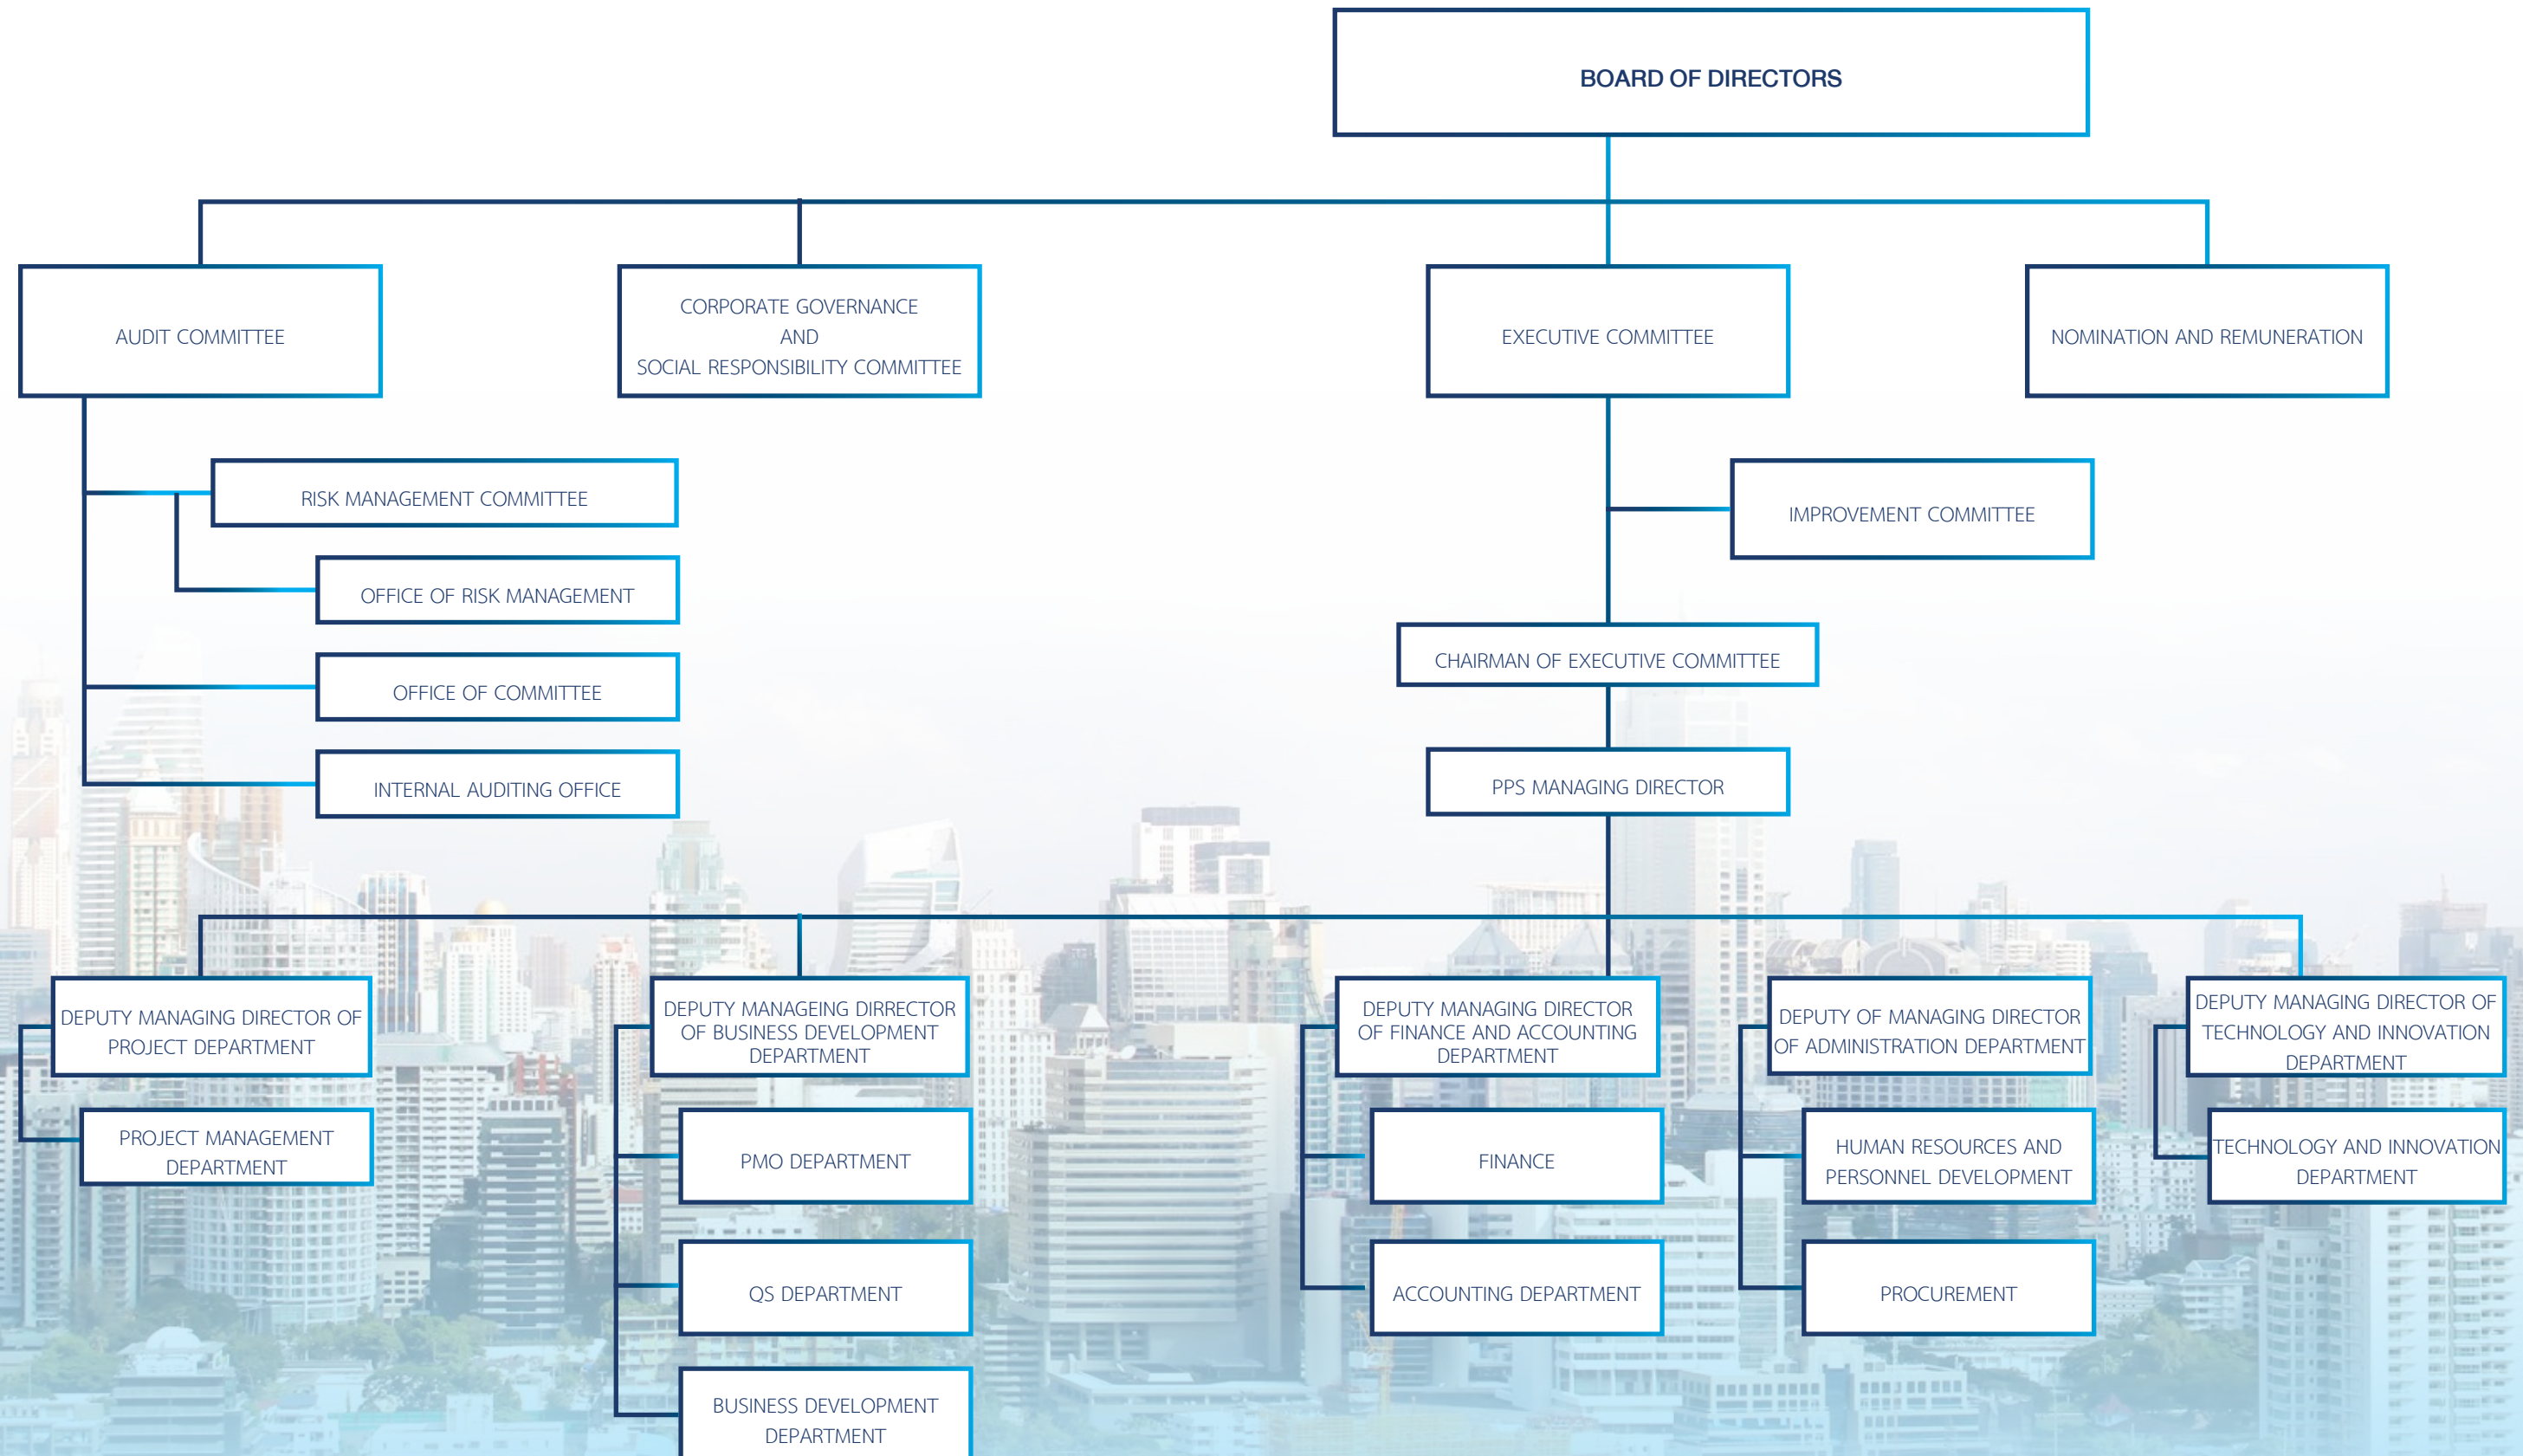 BOARD OF DIRECTORS
AUDIT COMMITTEE
CORPORATE GOVERNANCE
AND
SOCIAL RESPONSIBILITY COMMITTEE
EXECUTIVE COMMITTEE
NOMINATION AND REMUNERATION
RISK MANAGEMENT COMMITTEE
OFFICE OF RISK MANAGEMENT
OFFICE OF COMMITTEE
INTERNAL AUDITING OFFICE
IMPROVEMENT COMMITTEE
CHAIRMAN OF EXECUTIVE COMMITTEE
PPS MANAGING DIRECTOR
DEPUTY MANAGING DIRECTOR OF
PROJECT DEPARTMENT
PROJECT MANAGEMENT
DEPARTMENT
DEPUTY MANAGEING DIRRECTOR
OF BUSINESS DEVELOPMENT
DEPARTMENT
PMO DEPARTMENT
QS DEPARTMENT
BUSINESS DEVELOPMENT
DEPARTMENT
DEPUTY MANAGING DIRECTOR
OF FINANCE AND ACCOUNTING
DEPARTMENT
FINANCE
ACCOUNTING DEPARTMENT
DEPUTY OF MANAGING DIRECTOR
OF ADMINISTRATION DEPARTMENT
HUMAN RESOURCES AND
PERSONNEL DEVELOPMENT
PROCUREMENT
DEPUTY MANAGING DIRECTOR OF
TECHNOLOGY AND INNOVATION
DEPARTMENT
TECHNOLOGY AND INNOVATION
DEPARTMENT